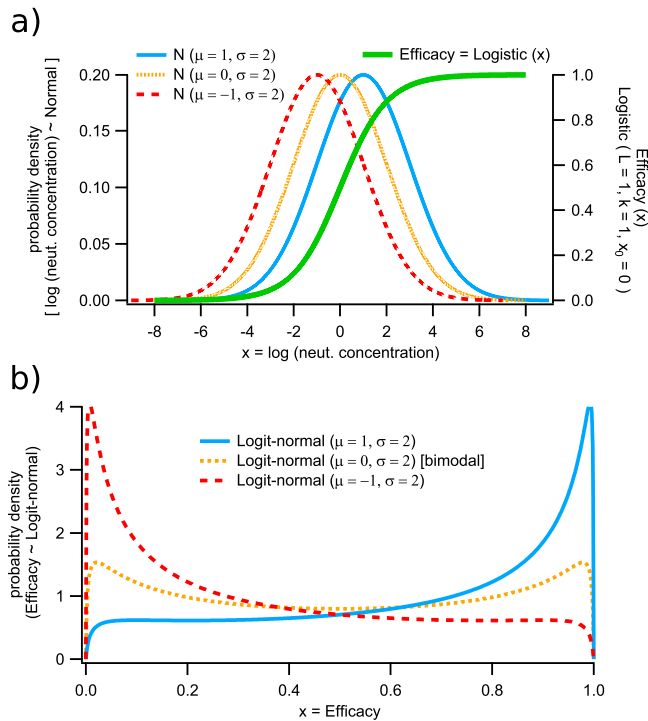 a)
N (μ = 1, σ = 2)
N (μ = 0, σ = 2)
N (μ = −1, σ = 2)
Efficacy = Logistic (x)
probability density
[ log (neut. concentration) ~ Normal ]
0.20
0.15
0.10
0.05
0.00
1.0
0.8
0.6
0.4
0.2
0.0
Efficacy (x)
Logistic ( L = 1, k = 1, x₀ = 0 )
-8 -6 -4 -2 0 2 4 6 8
x = log (neut. concentration)
b)
Logit-normal (μ = 1, σ = 2)
Logit-normal (μ = 0, σ = 2) [bimodal]
Logit-normal (μ = −1, σ = 2)
probability density
(Efficacy ~ Logit-normal)
4
3
2
1
0
0.0 0.2 0.4 0.6 0.8 1.0
x = Efficacy